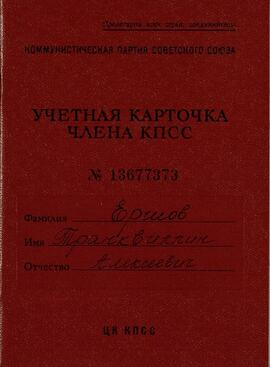 Пролетарии всех стран, соединяйтесь!
КОММУНИСТИЧЕСКАЯ ПАРТИЯ СОВЕТСКОГО СОЮЗА
УЧЕТНАЯ КАРТОЧКА
ЧЛЕНА КПСС
№ 13677373
Фамилия Ершов
Имя Транквиллин
Отчество Алексеевич
ЦК КПСС